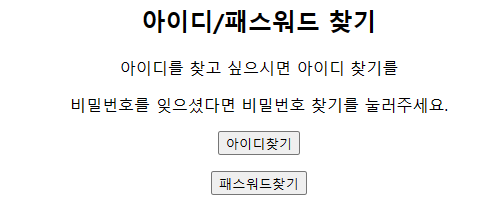 아이디/패스워드 찾기
아이디를 찾고 싶으시면 아이디 찾기를
비밀번호를 잊으셨다면 비밀번호 찾기를 눌러주세요.
아이디찾기
패스워드찾기